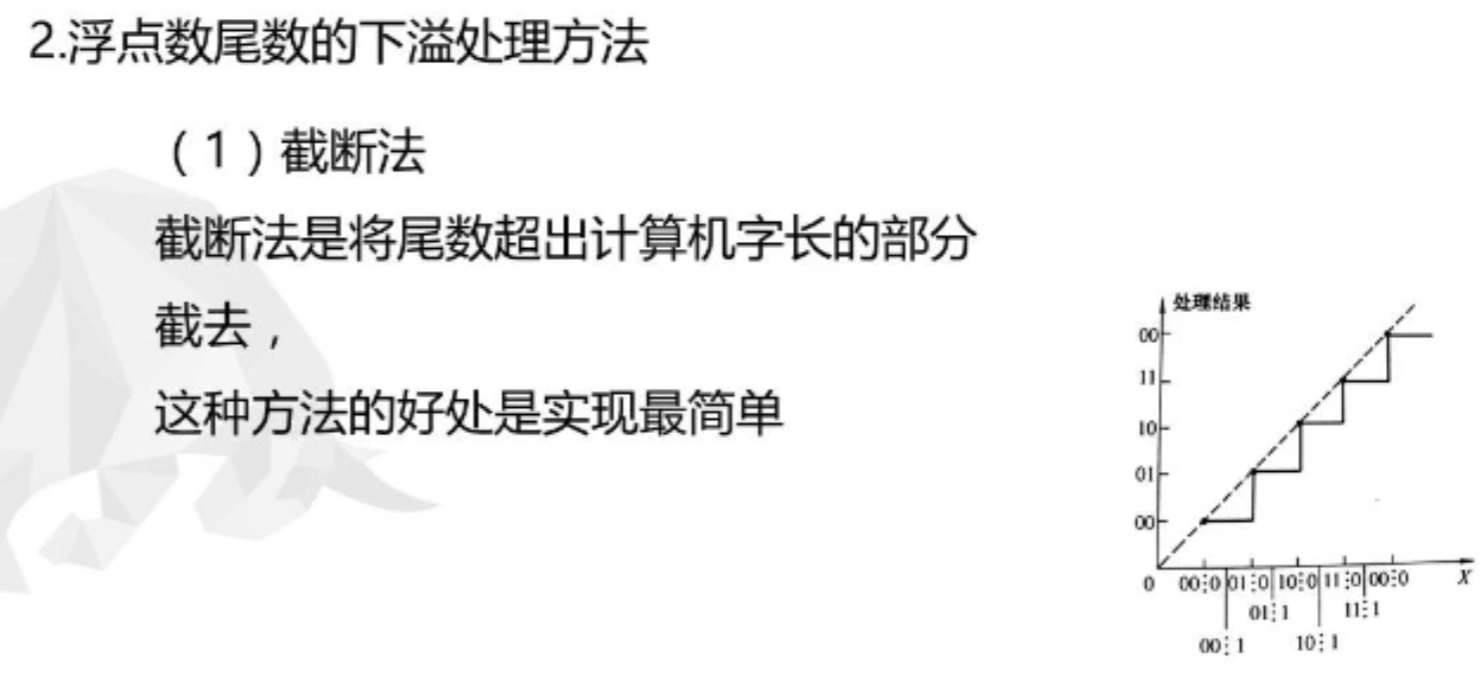 2.浮点数尾数的下溢处理方法
（1）截断法
截断法是将尾数超出计算机字长的部分
截去，
这种方法的好处是实现最简单
处理结果
00
11
10
01
00
0 00⋮0 01⋮0 10⋮0 11⋮0 00⋮0 X
01⋮1 11⋮1
00⋮1 10⋮1